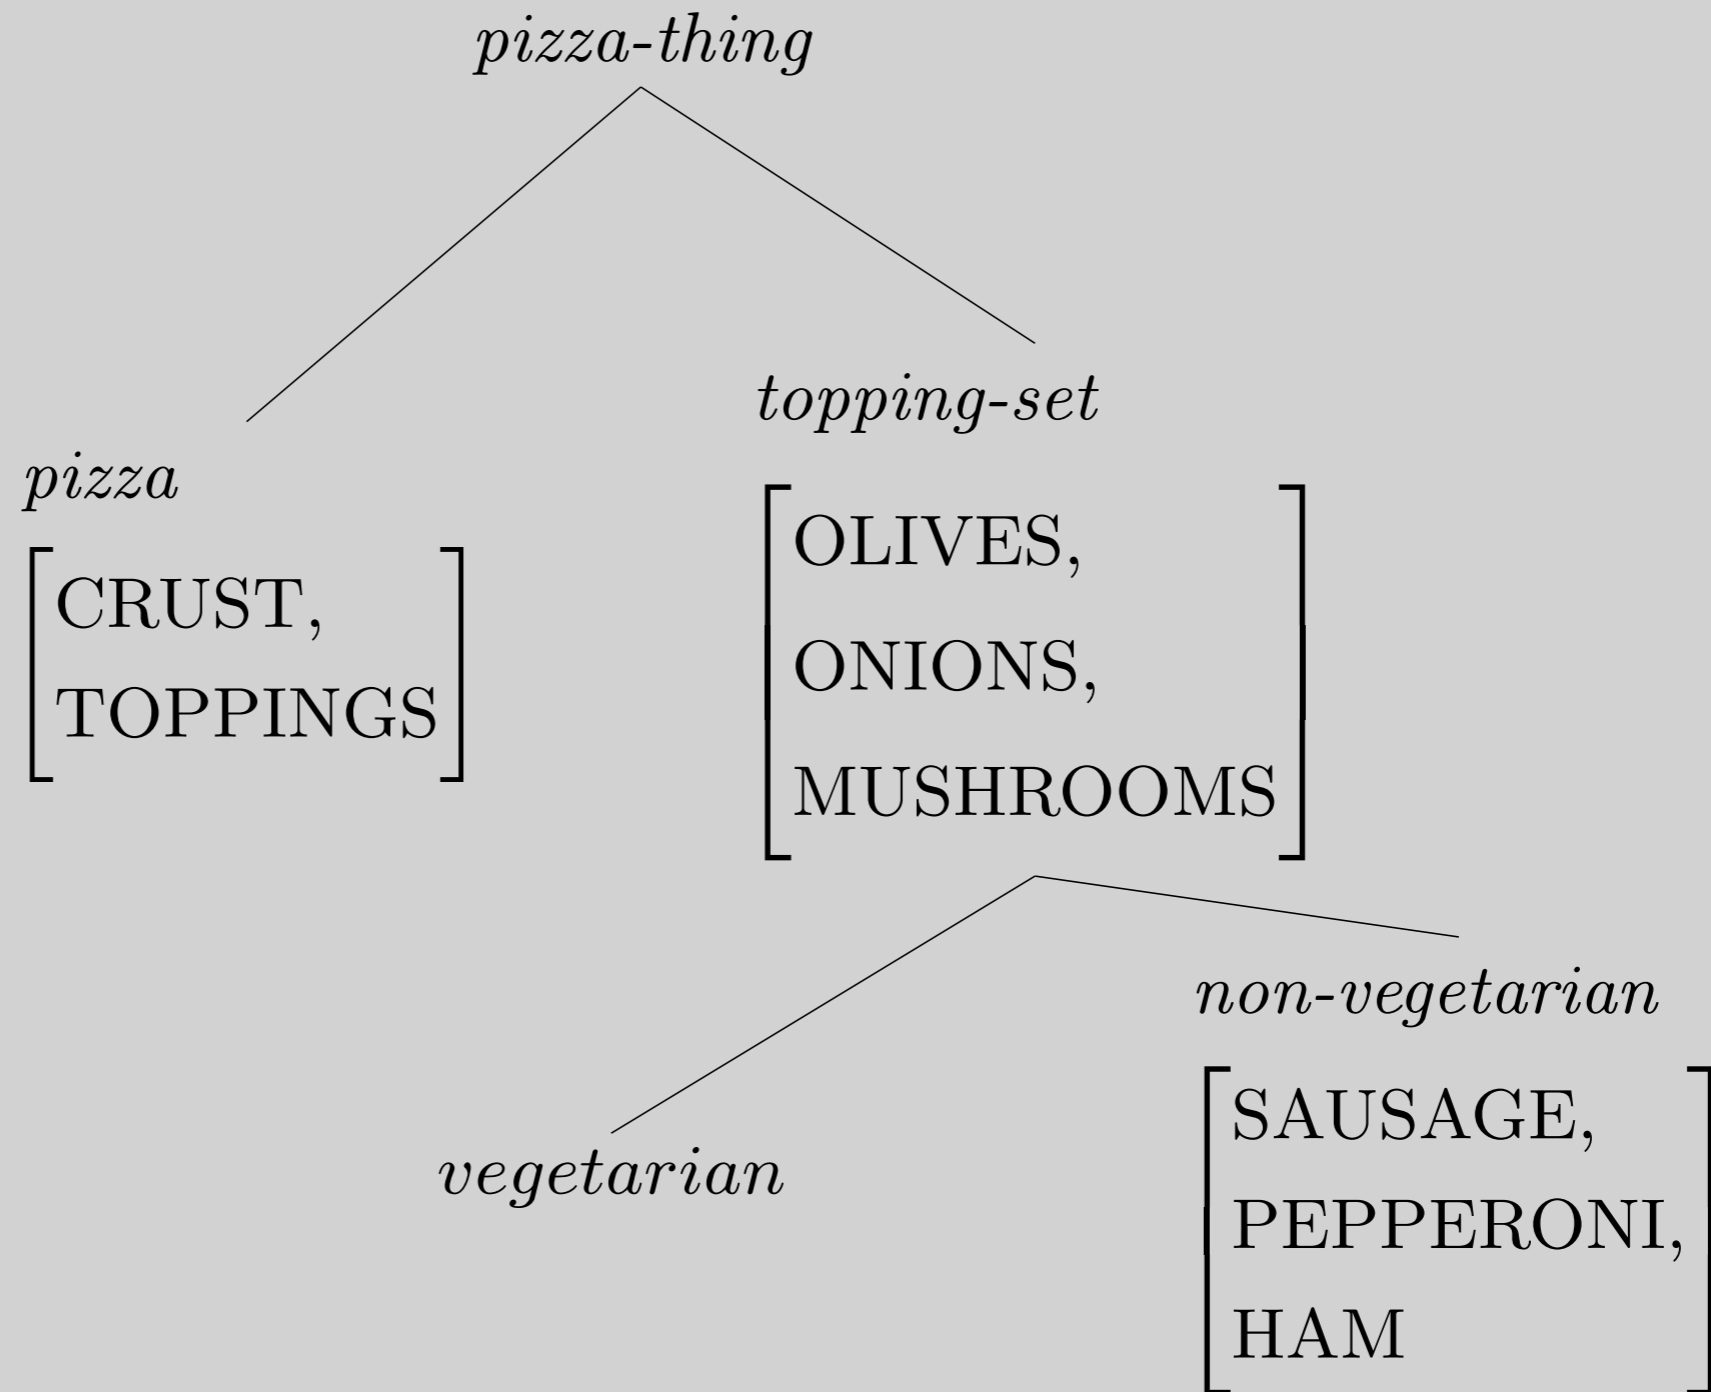 pizza-thing
pizza
CRUST,
TOPPINGS
topping-set
OLIVES,
ONIONS,
MUSHROOMS
vegetarian
non-vegetarian
SAUSAGE,
PEPPERONI,
HAM